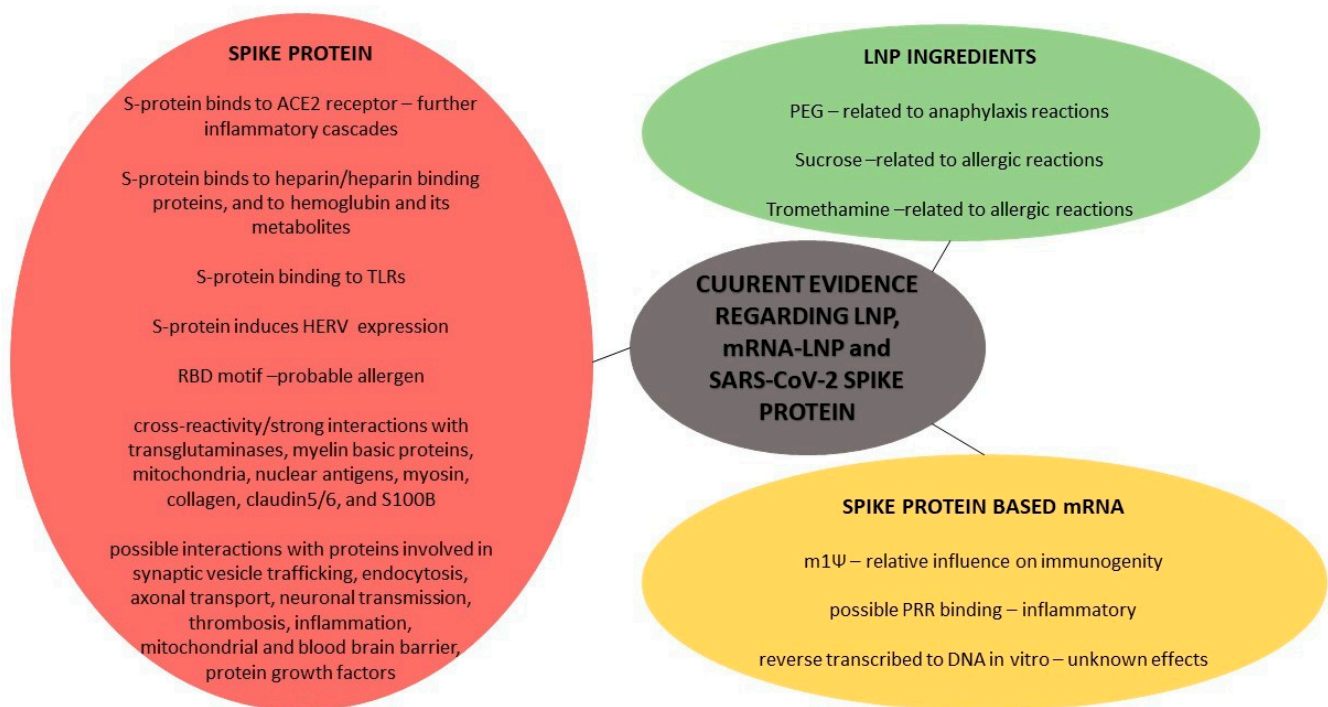 SPIKE PROTEIN
S-protein binds to ACE2 receptor – further
inflammatory cascades
S-protein binds to heparin/heparin binding
proteins, and to hemoglubin and its
metabolites
S-protein binding to TLRs
S-protein induces HERV expression
RBD motif –probable allergen
cross-reactivity/strong interactions with
transglutaminases, myelin basic proteins,
mitochondria, nuclear antigens, myosin,
collagen, claudin5/6, and S100B
possible interactions with proteins involved in
synaptic vesicle trafficking, endocytosis,
axonal transport, neuronal transmission,
thrombosis, inflammation,
mitochondrial and blood brain barrier,
protein growth factors
LNP INGREDIENTS
PEG – related to anaphylaxis reactions
Sucrose –related to allergic reactions
Tromethamine –related to allergic reactions
CUURENT EVIDENCE
REGARDING LNP,
mRNA-LNP and
SARS-CoV-2 SPIKE
PROTEIN
SPIKE PROTEIN BASED mRNA
m1Ψ – relative influence on immunogenity
possible PRR binding – inflammatory
reverse transcribed to DNA in vitro – unknown effects